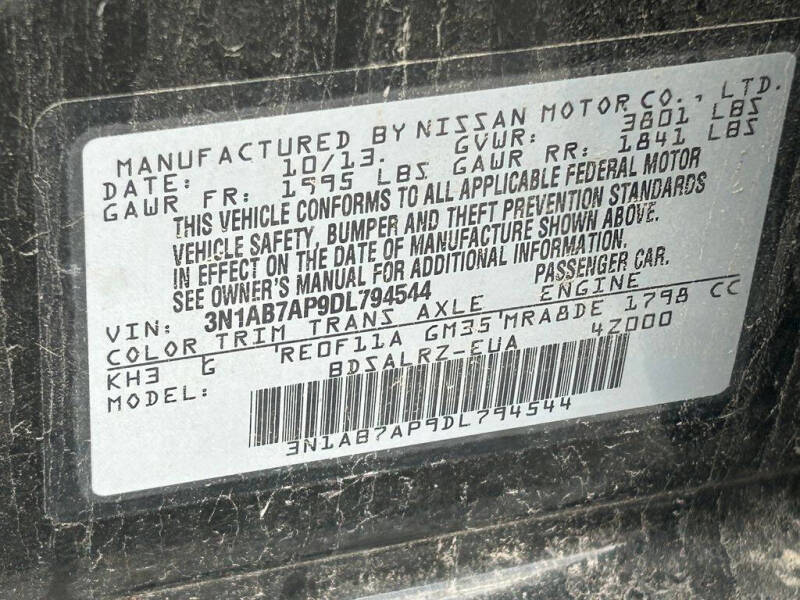 MANUFACTURED BY NISSAN MOTOR CO., LTD.
DATE: 10/13. GVWR: 3801 LBS
GAWR FR: 1995 LBS GAWR RR: 1841 LBS
THIS VEHICLE CONFORMS TO ALL APPLICABLE FEDERAL MOTOR
VEHICLE SAFETY, BUMPER AND THEFT PREVENTION STANDARDS
IN EFFECT ON THE DATE OF MANUFACTURE SHOWN ABOVE.
SEE OWNER'S MANUAL FOR ADDITIONAL INFORMATION.
VIN: 3N1AB7AP9DL794544 PASSENGER CAR.
COLOR TRIM TRANS AXLE ENGINE
KH3 G RE0F11A GM35 MRA8DE 1798 CC
MODEL: BDSALRZ-EUA 4Z000
3N1AB7AP9DL794544